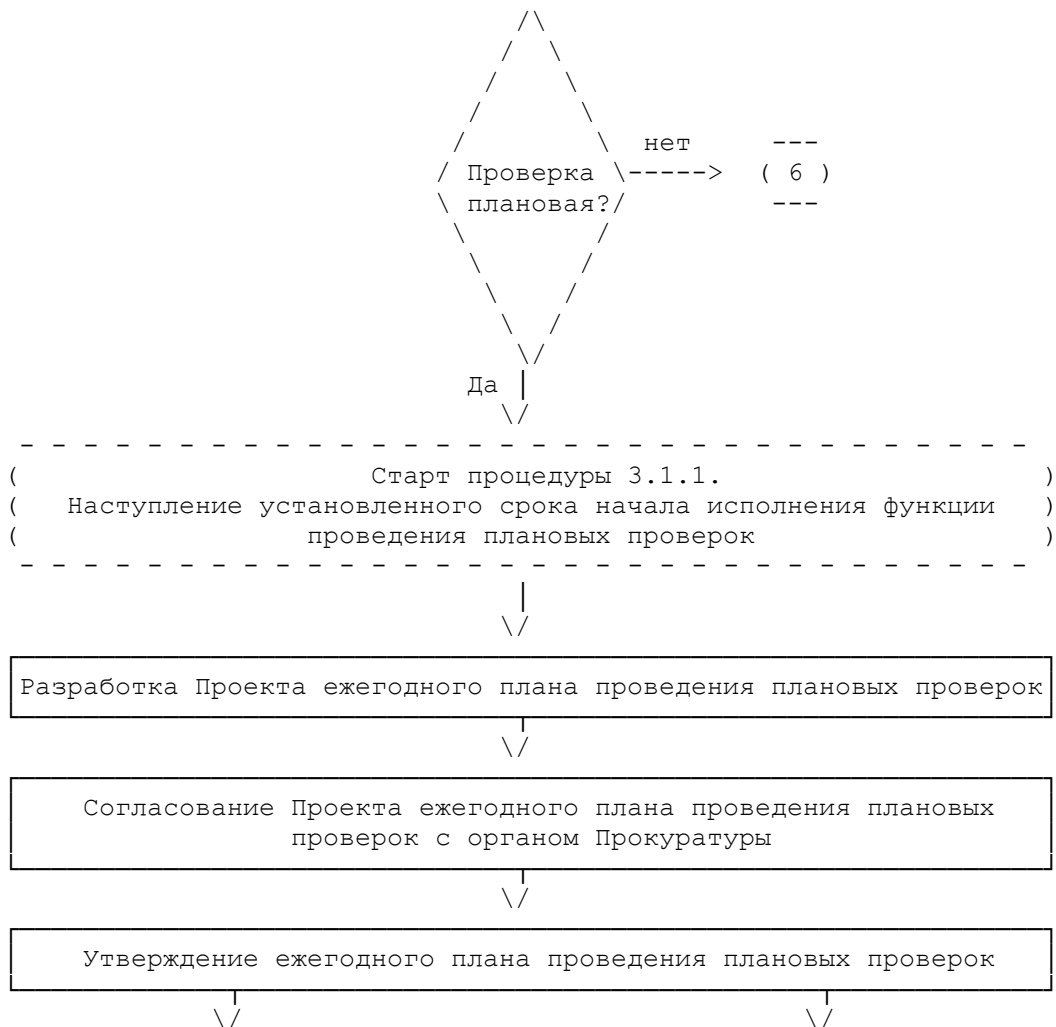 нет
Проверка
( 6 )
плановая?
Да
Старт процедуры 3.1.1.
Наступление установленного срока начала исполнения функции
проведения плановых проверок
Разработка Проекта ежегодного плана проведения плановых проверок
Согласование Проекта ежегодного плана проведения плановых
проверок с органом Прокуратуры
Утверждение ежегодного плана проведения плановых проверок